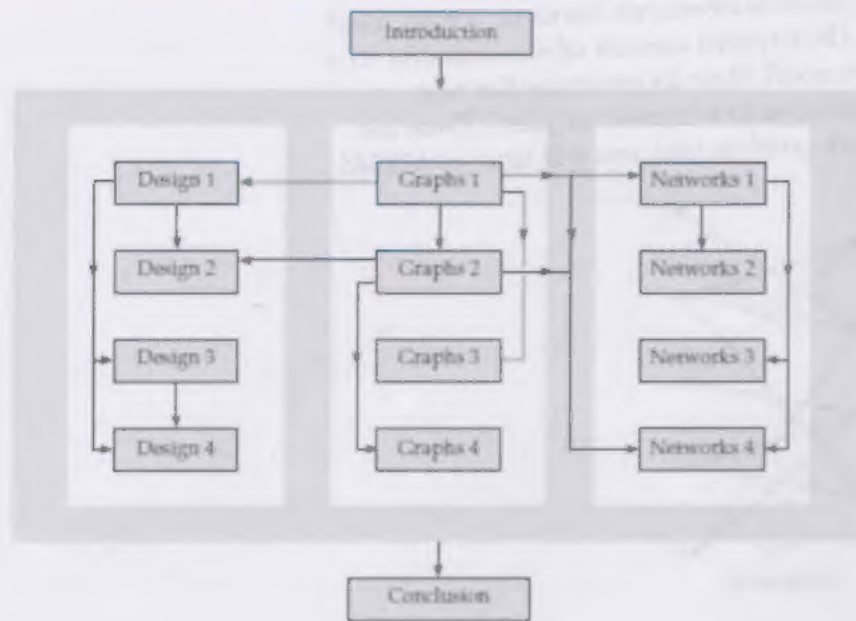 Introduction
Design 1
Graphs 1
Networks 1
Design 2
Graphs 2
Networks 2
Design 3
Graphs 3
Networks 3
Design 4
Graphs 4
Networks 4
Conclusion